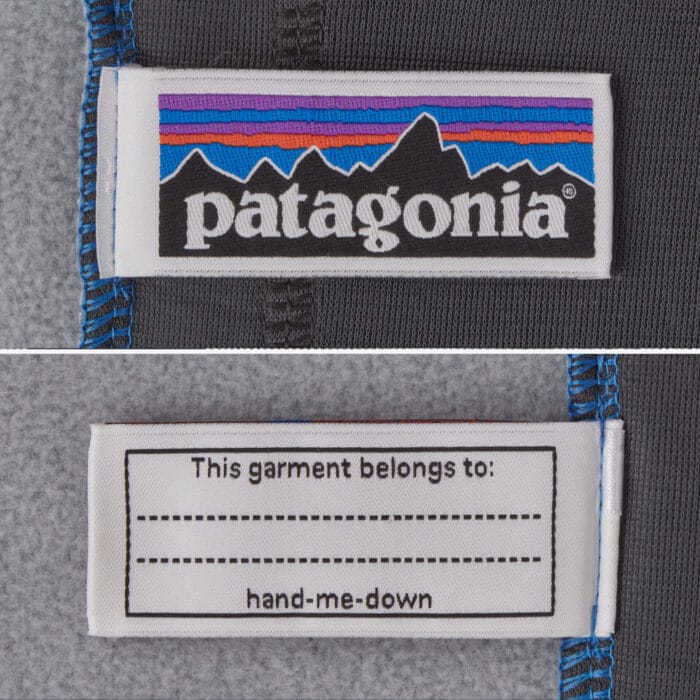 patagonia
This garment belongs to:
hand-me-down